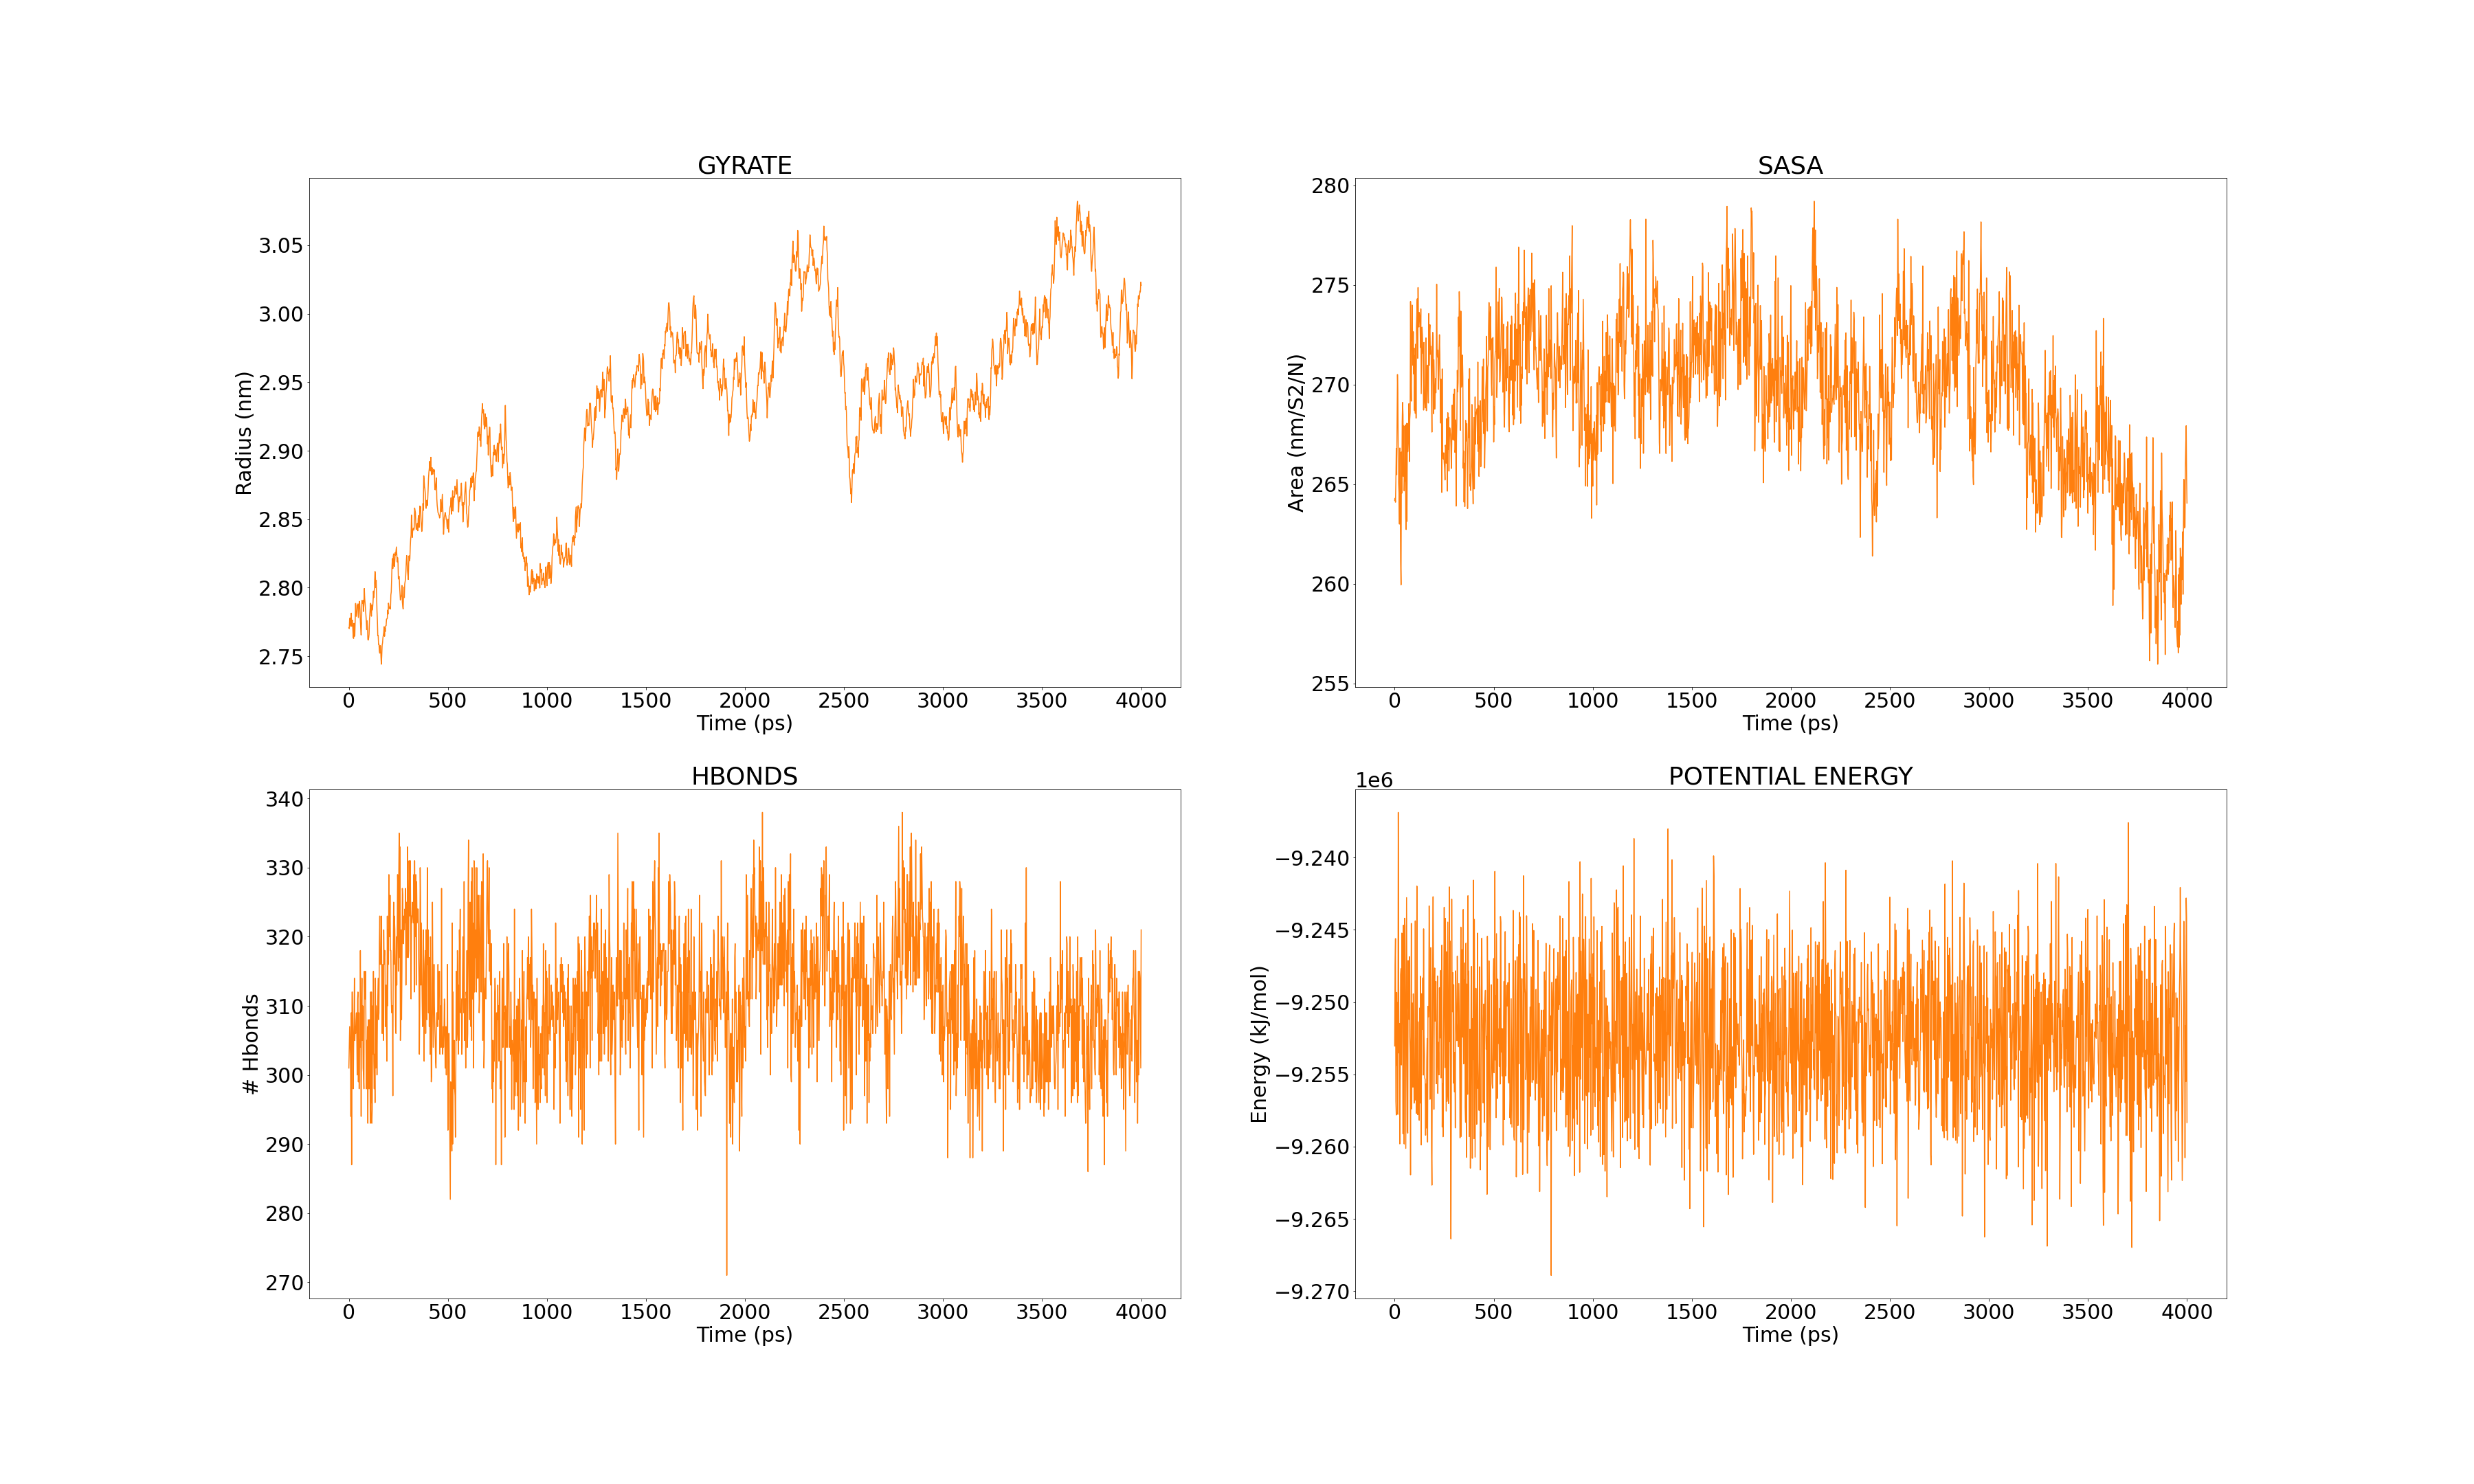 GYRATE
Radius (nm)
3.05
3.00
2.95
2.90
2.85
2.80
2.75
0 500 1000 1500 2000 2500 3000 3500 4000
Time (ps)
SASA
Area (nm/S2/N)
280
275
270
265
260
255
0 500 1000 1500 2000 2500 3000 3500 4000
Time (ps)
HBONDS
# Hbonds
340
330
320
310
300
290
280
270
0 500 1000 1500 2000 2500 3000 3500 4000
Time (ps)
POTENTIAL ENERGY
1e6
Energy (kJ/mol)
−9.240
−9.245
−9.250
−9.255
−9.260
−9.265
−9.270
0 500 1000 1500 2000 2500 3000 3500 4000
Time (ps)